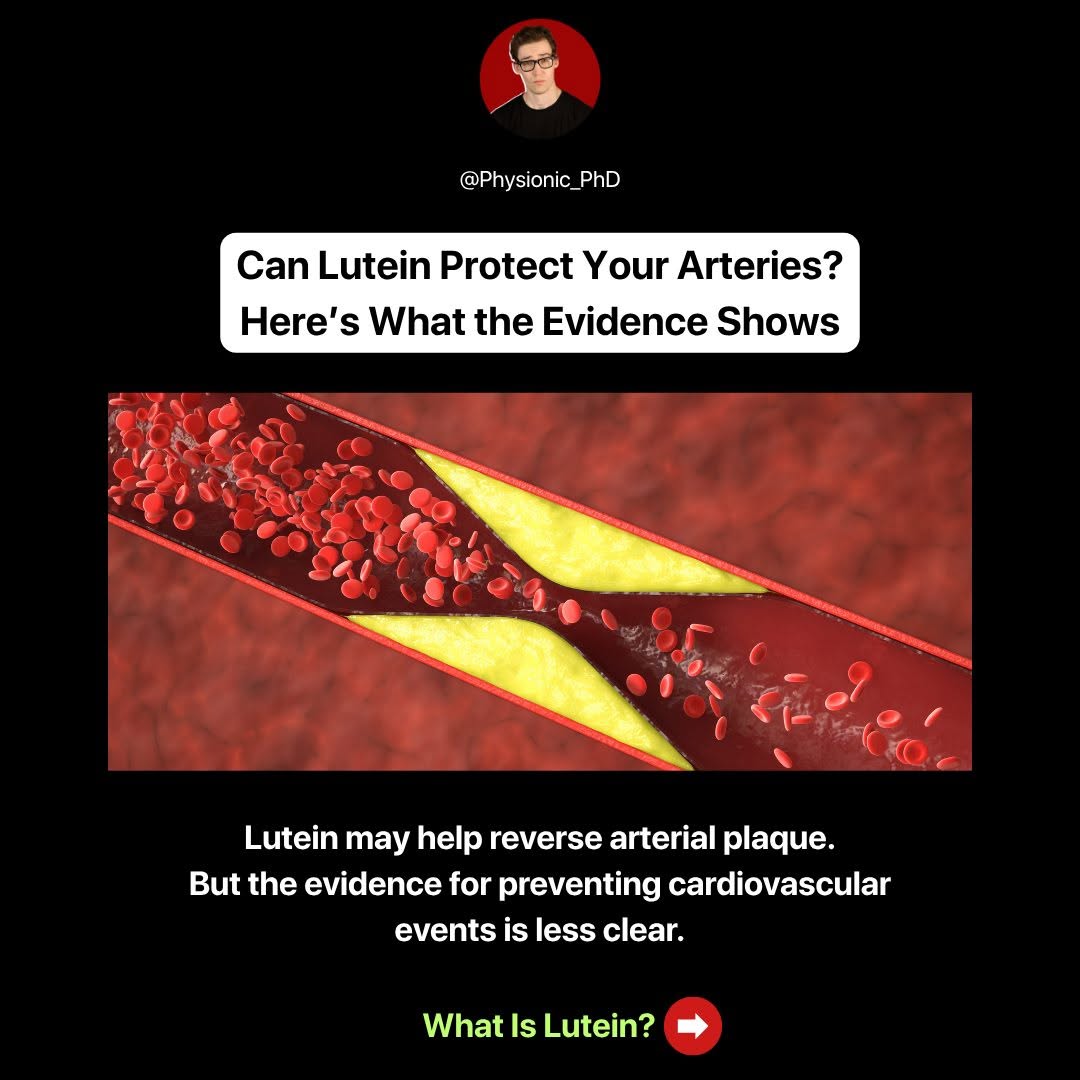 @Physionic_PhD
Can Lutein Protect Your Arteries?
Here's What the Evidence Shows
Lutein may help reverse arterial plaque.
But the evidence for preventing cardiovascular
events is less clear.
What Is Lutein?